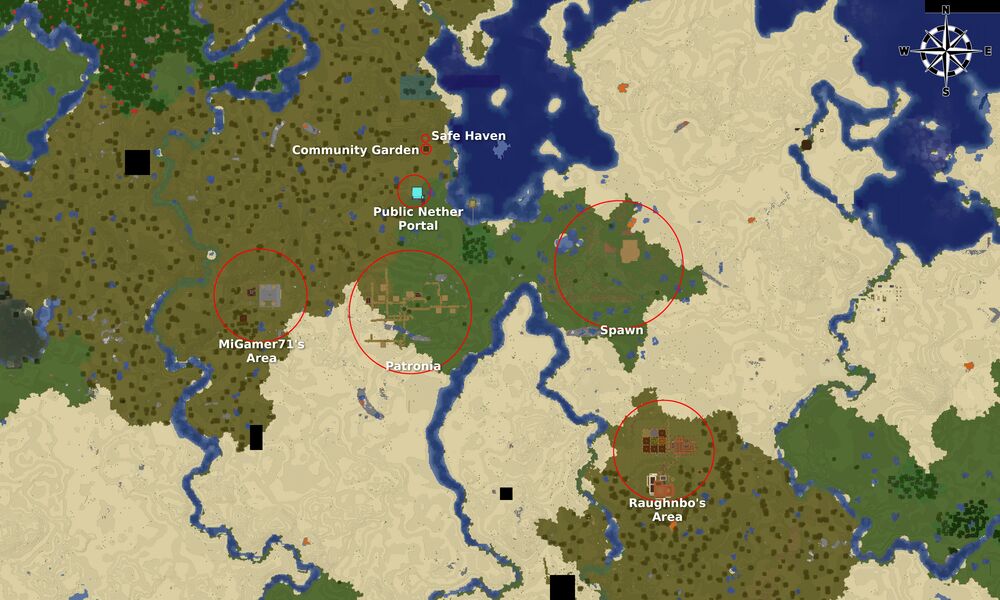 N
W
E
S
Safe Haven
Community Garden
Public Nether
Portal
MiGamer71's
Area
Patronia
Spawn
Raughnbo's
Area